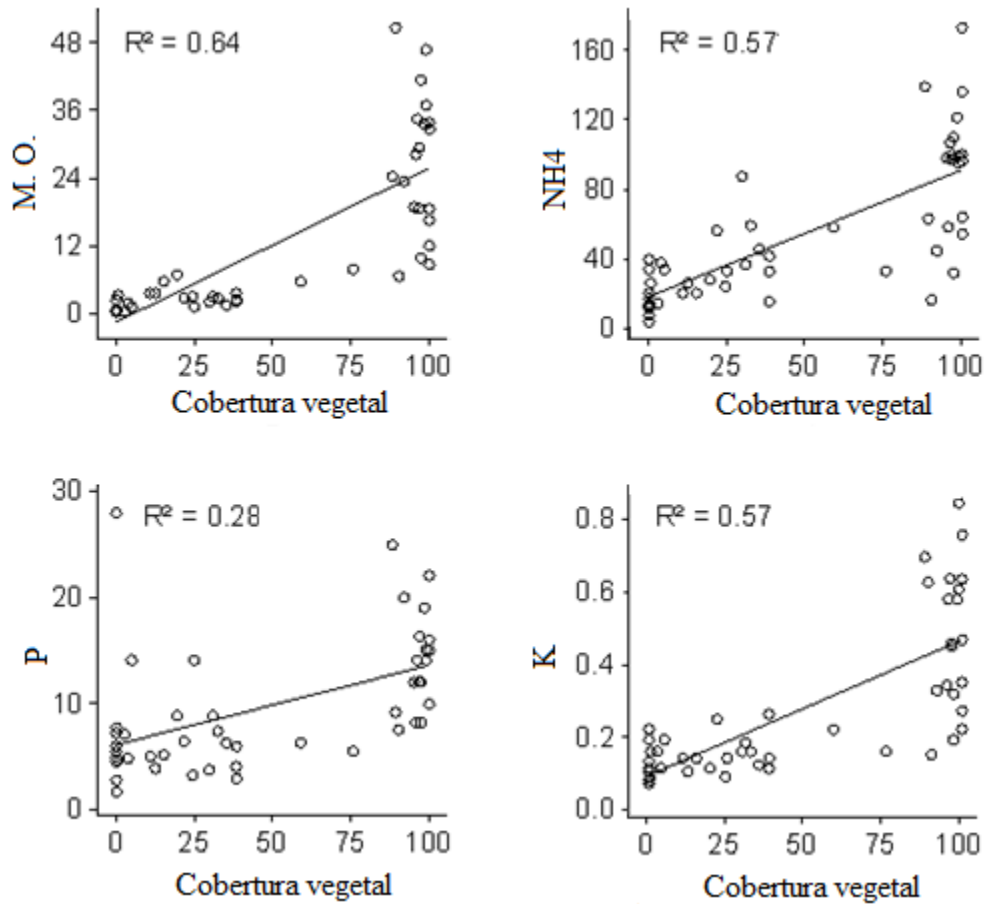 R² = 0.64
48
36
24
12
0
M. O.
0 25 50 75 100
Cobertura vegetal
R² = 0.57
160
120
80
40
0
NH4
0 25 50 75 100
Cobertura vegetal
R² = 0.28
30
20
10
0
P
0 25 50 75 100
Cobertura vegetal
R² = 0.57
0.8
0.6
0.4
0.2
0.0
K
0 25 50 75 100
Cobertura vegetal